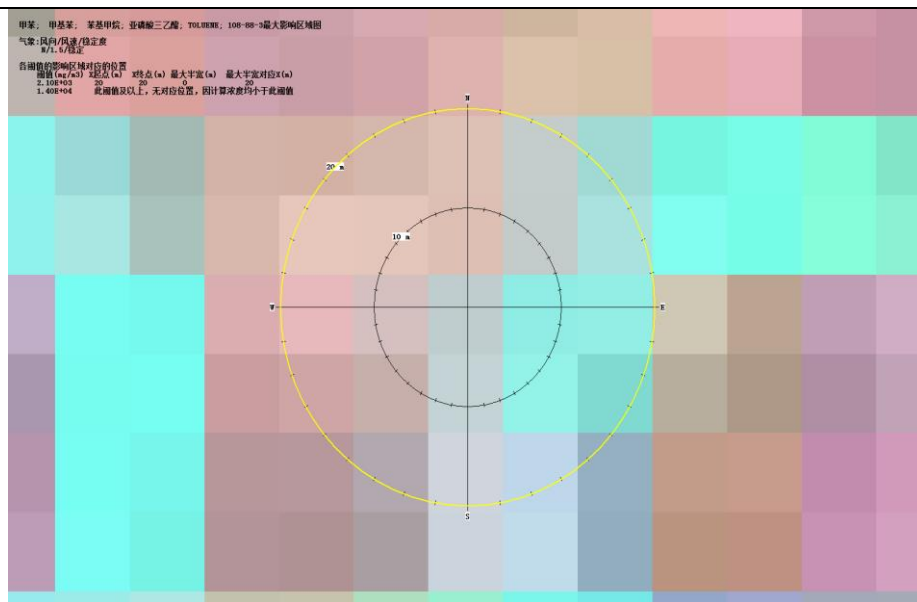 甲苯; 甲基苯; 苯基甲烷; 亚磷酸三乙酯; TOLUENE; 108-88-3最大影响区域图
气象:风向/风速/稳定度
N/1.5/稳定
各阈值的影响区域对应的位置
阈值(mg/m3) X起点(m) X终点(m) 最大半宽(m) 最大半宽对应X(m)
2.10E+03 20 20 0 20
1.40E+04 此阈值及以上，无对应位置，因计算浓度均小于此阈值
N
20 m
10 m
W
E
S